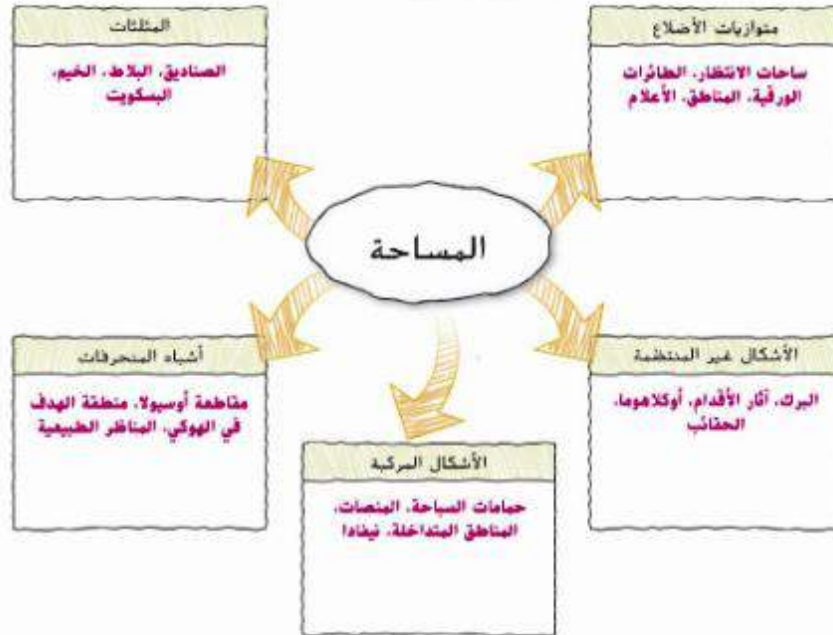 متوازيات الأضلاع
ساحات الانتظار، الطائرات
الورقية، المناطق، الأعلام
المثلثات
الصناديق، البلاط، الخيم،
البسكويت
المساحة
الأشكال غير المنتظمة
البرك، آثار الأقدام، أوكلاهوما،
الحقائب
أشباه المنحرفات
مقاطعة أوسيولا، منطقة الهدف
في الهوكي، المناظر الطبيعية
الأشكال المركبة
حمامات السباحة، المنصات،
المناطق المتداخلة، نيفادا